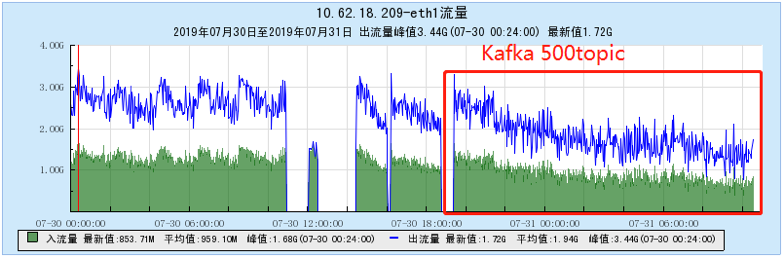 10.62.18.209-eth1流量
2019年07月30日至2019年07月31日 出流量峰值3.44G(07-30 00:24:00) 最新值1.72G
Kafka 500topic
4.00G
3.00G
2.00G
1.00G
07-30 00:00:00 07-30 06:00:00 07-30 12:00:00 07-30 18:00:00 07-31 00:00:00 07-31 06:00:00
入流量 最新值:853.71M 平均值:959.10M 峰值:1.68G(07-30 00:24:00) 出流量 最新值:1.72G 平均值:1.94G 峰值:3.44G(07-30 00:24:00)